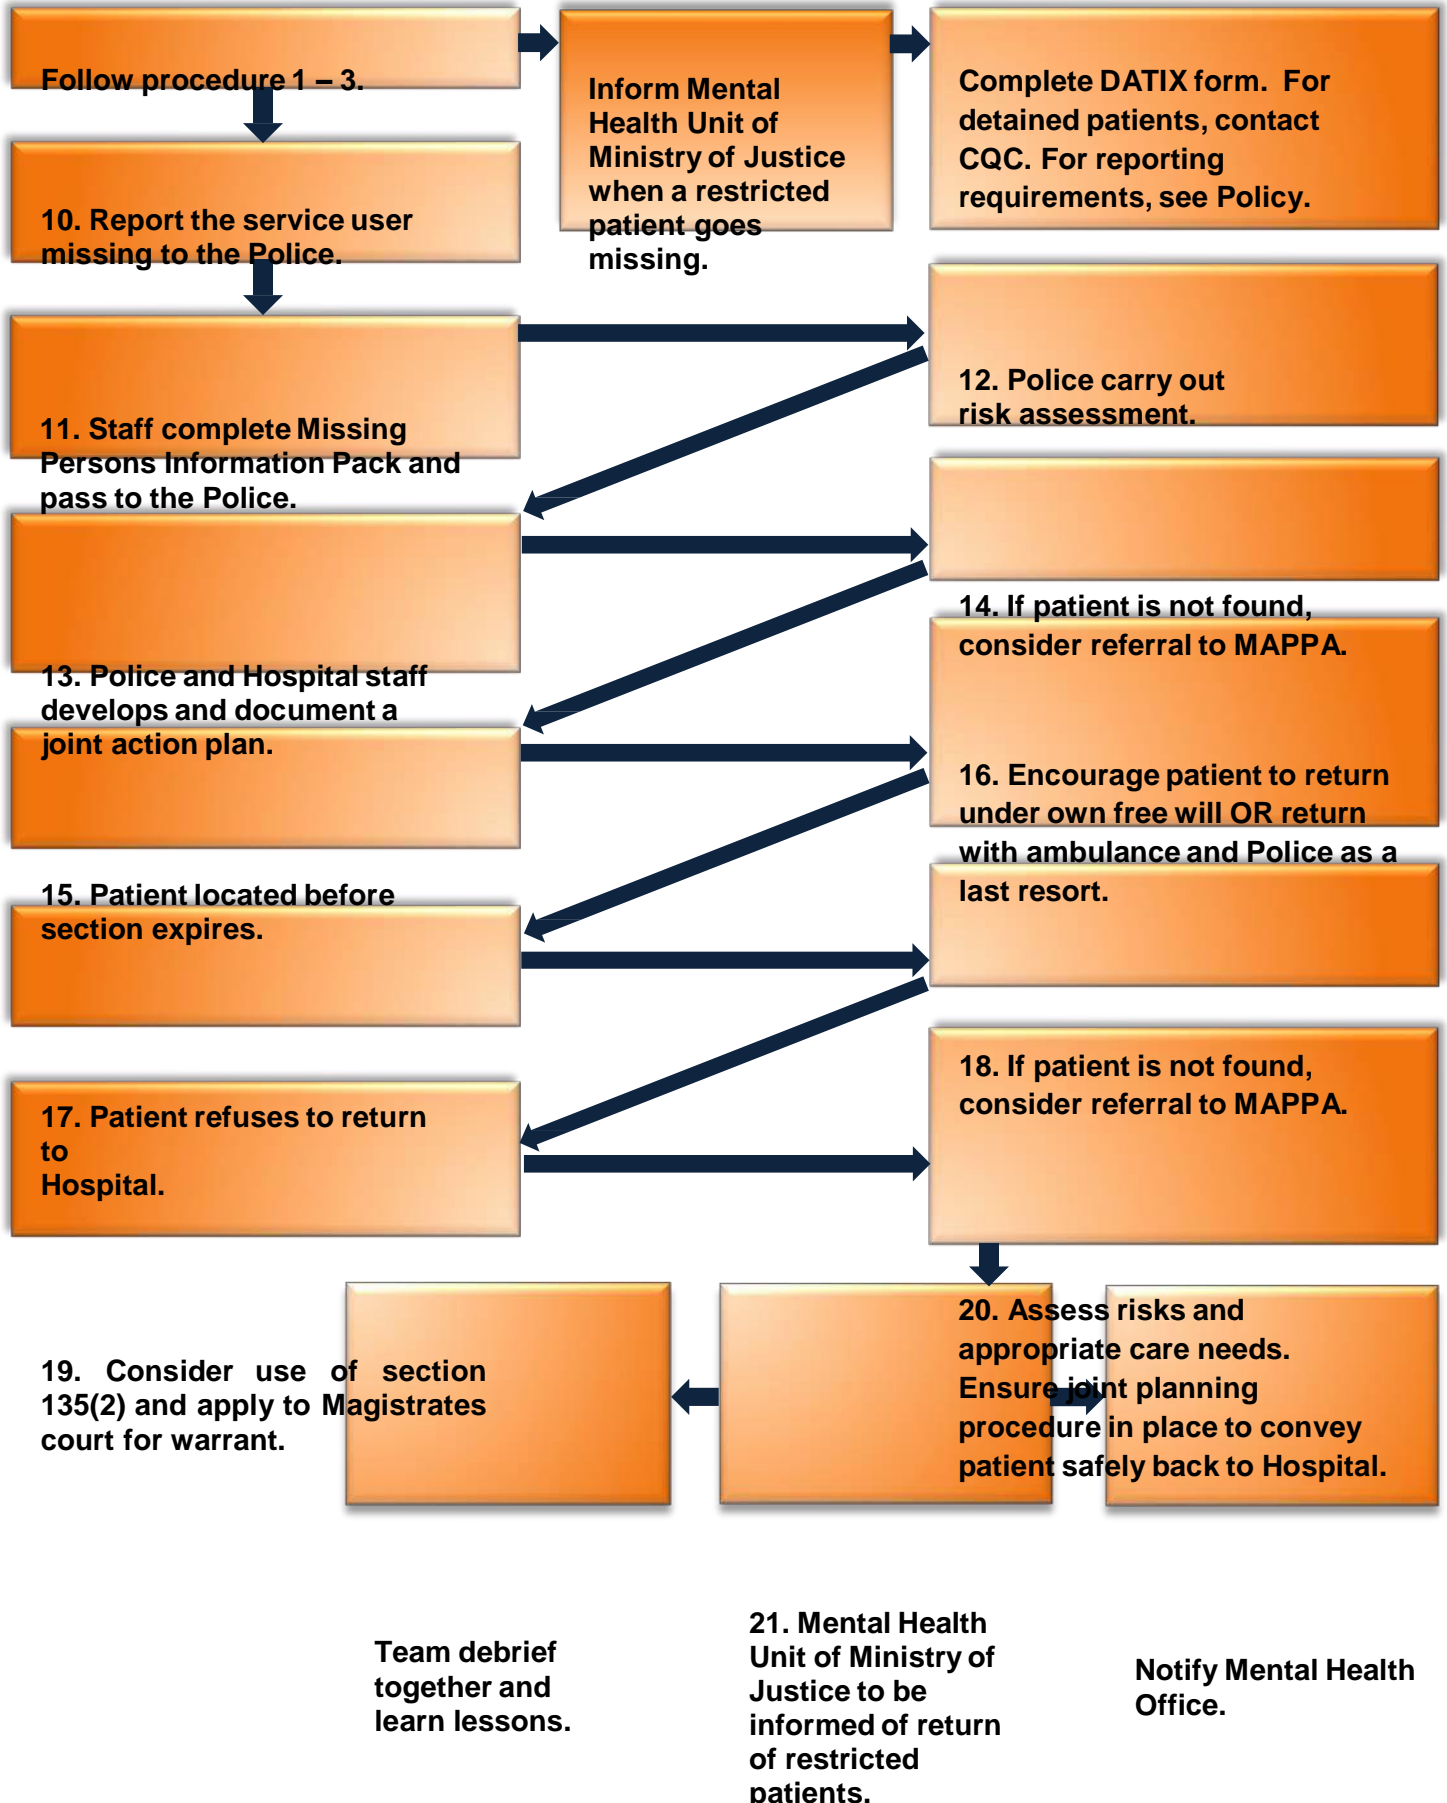 Follow procedure 1 – 3.
Inform Mental
Health Unit of
Ministry of Justice
when a restricted
patient goes
missing.
Complete DATIX form.  For
detained patients, contact
CQC. For reporting
requirements, see Policy.
10. Report the service user
missing to the Police.
11. Staff complete Missing
Persons Information Pack and
pass to the Police.
12. Police carry out
risk assessment.
13. Police and Hospital staff
develops and document a
joint action plan.
14. If patient is not found,
consider referral to MAPPA.
15. Patient located before
section expires.
16. Encourage patient to return
under own free will OR return
with ambulance and Police as a
last resort.
17. Patient refuses to return
to
Hospital.
18. If patient is not found,
consider referral to MAPPA.
19. Consider use of section
135(2) and apply to Magistrates
court for warrant.
20. Assess risks and
appropriate care needs.
Ensure joint planning
procedure in place to convey
patient safely back to Hospital.
Team debrief
together and
learn lessons.
21. Mental Health
Unit of Ministry of
Justice to be
informed of return
of restricted
patients.
Notify Mental Health
Office.